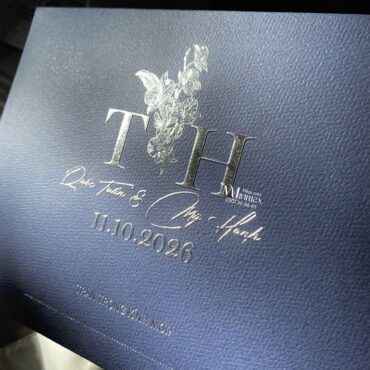 T H
Quốc Tuấn & Mỹ Hạnh
11.10.2026
TRÂN TRỌNG KÍNH MỜI